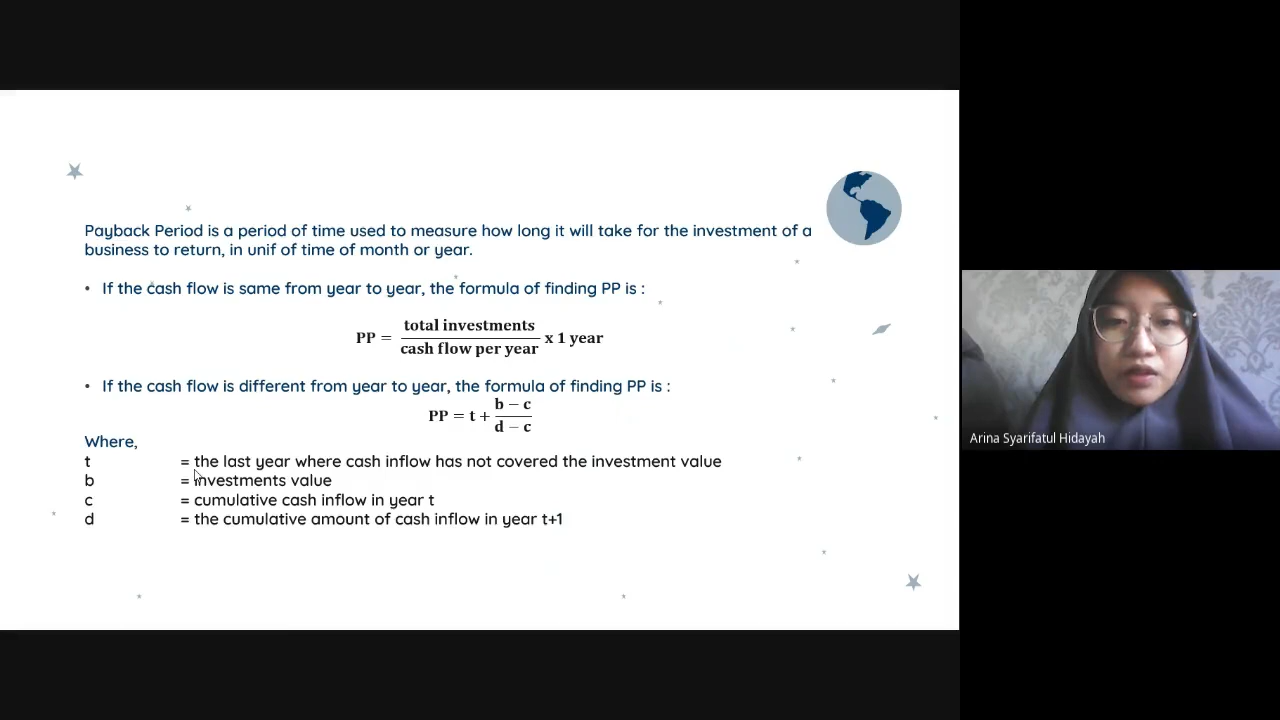 Payback Period is a period of time used to measure how long it will take for the investment of a
business to return, in unif of time of month or year.
• If the cash flow is same from year to year, the formula of finding PP is :
PP = total investments / cash flow per year x 1 year
• If the cash flow is different from year to year, the formula of finding PP is :
PP = t + b − c / d − c
Where,
t = the last year where cash inflow has not covered the investment value
b = investments value
c = cumulative cash inflow in year t
d = the cumulative amount of cash inflow in year t+1
Arina Syarifatul Hidayah